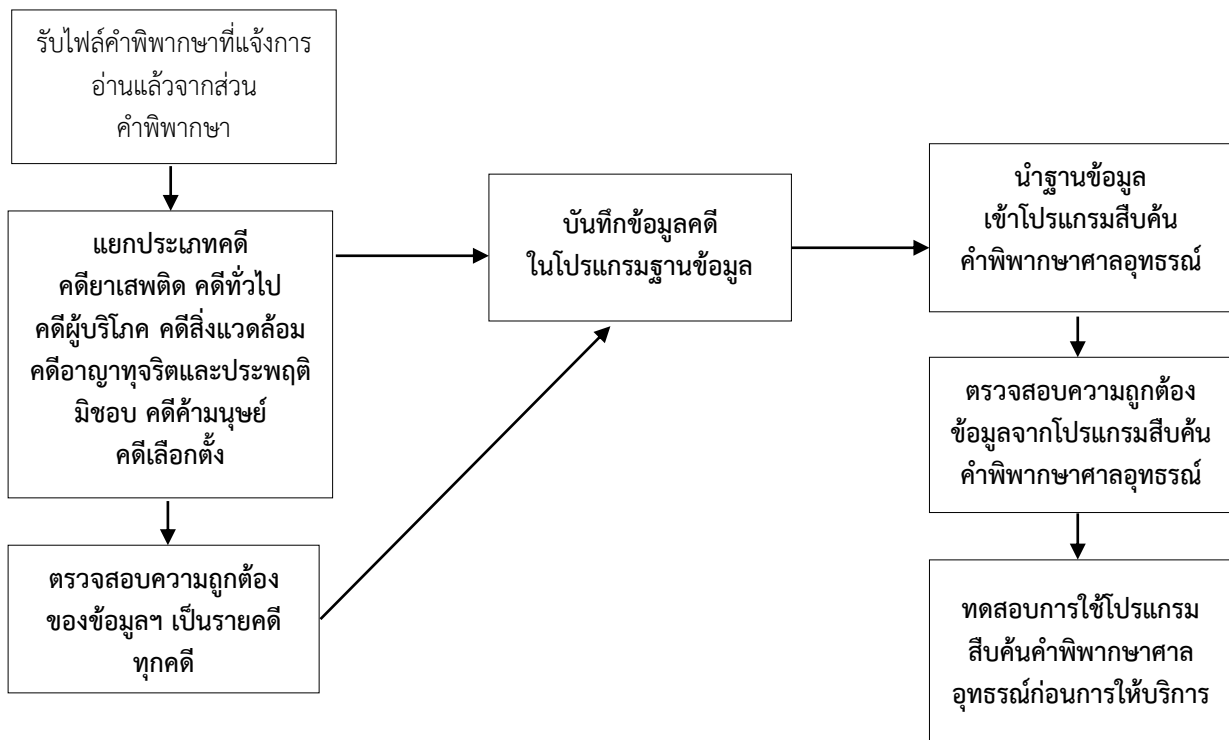 รับไฟล์คำพิพากษาที่แจ้งการ
อ่านแล้วจากส่วน
คำพิพากษา
แยกประเภทคดี
คดียาเสพติด คดีทั่วไป
คดีผู้บริโภค คดีสิ่งแวดล้อม
คดีอาญาทุจริตและประพฤติ
มิชอบ คดีค้ามนุษย์
คดีเลือกตั้ง
ตรวจสอบความถูกต้อง
ของข้อมูลฯ เป็นรายคดี
ทุกคดี
บันทึกข้อมูลคดี
ในโปรแกรมฐานข้อมูล
นำฐานข้อมูล
เข้าโปรแกรมสืบค้น
คำพิพากษาศาลอุทธรณ์
ตรวจสอบความถูกต้อง
ข้อมูลจากโปรแกรมสืบค้น
คำพิพากษาศาลอุทธรณ์
ทดสอบการใช้โปรแกรม
สืบค้นคำพิพากษาศาล
อุทธรณ์ก่อนการให้บริการ